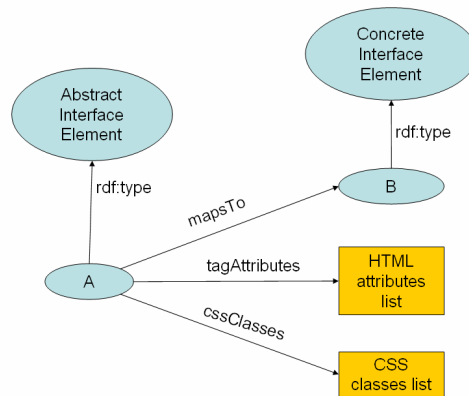 Concrete
Interface
Element
Abstract
Interface
Element
rdf:type
rdf:type
B
mapsTo
A
tagAttributes
HTML
attributes
list
cssClasses
CSS
classes list